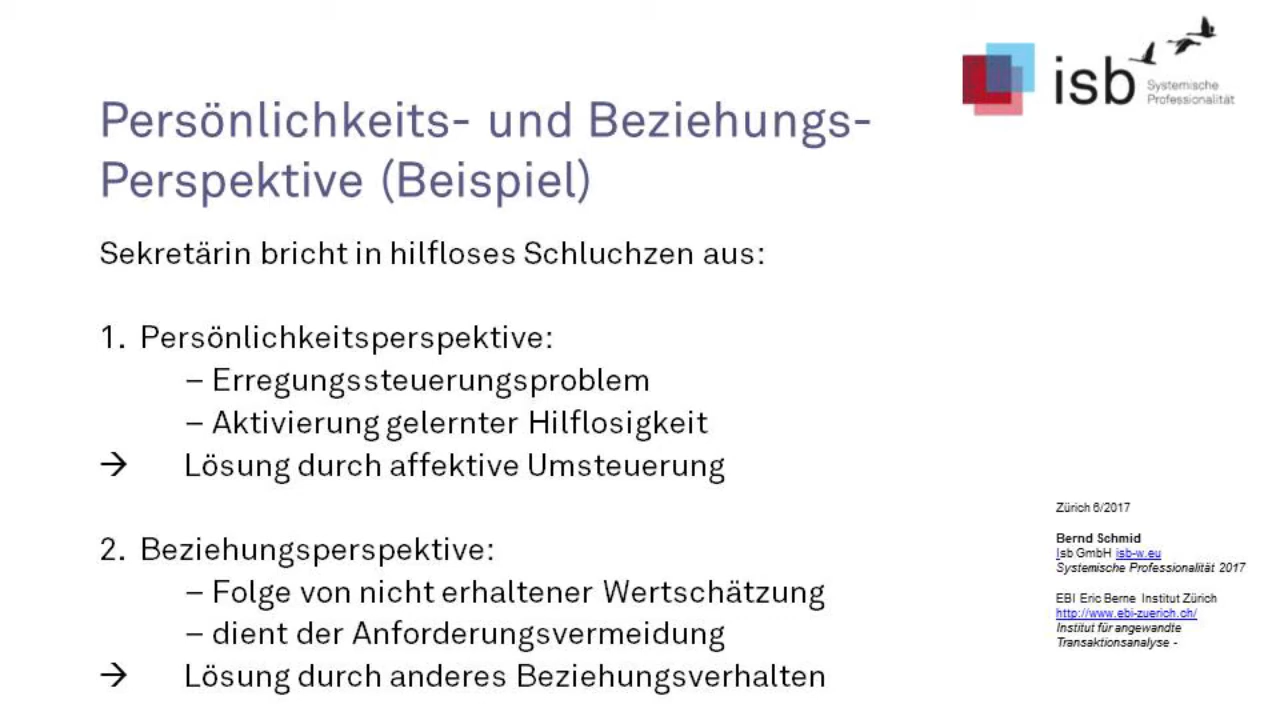 isb
Systemische
Professionalität
Persönlichkeits- und Beziehungs-
Perspektive (Beispiel)
Sekretärin bricht in hilfloses Schluchzen aus:
1. Persönlichkeitsperspektive:
– Erregungssteuerungsproblem
– Aktivierung gelernter Hilflosigkeit
→ Lösung durch affektive Umsteuerung
2. Beziehungsperspektive:
– Folge von nicht erhaltener Wertschätzung
– dient der Anforderungsvermeidung
→ Lösung durch anderes Beziehungsverhalten
Zürich 6/2017
Bernd Schmid
Isb GmbH isb-w.eu
Systemische Professionalität 2017
EBI Eric Berne Institut Zürich
http://www.ebi-zuerich.ch/
Institut für angewandte
Transaktionsanalyse -